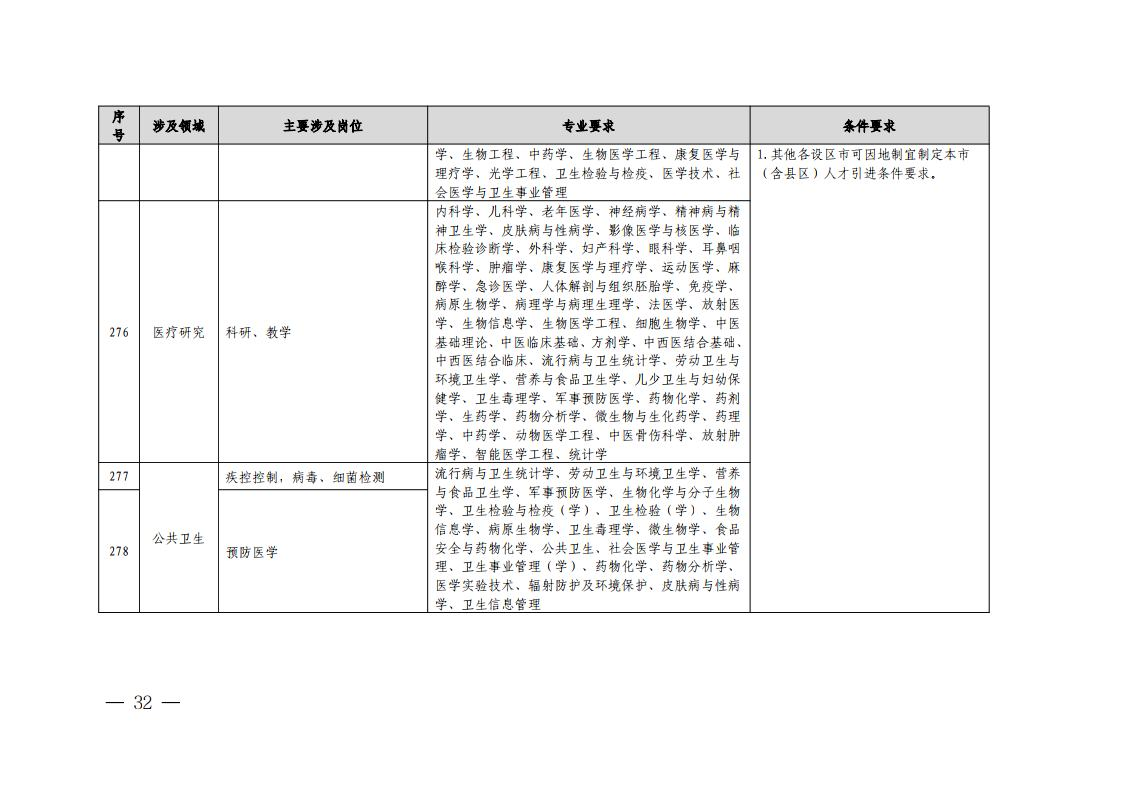 序号 涉及领域 主要涉及岗位 专业要求 条件要求
学、生物工程、中药学、生物医学工程、康复医学与
理疗学、光学工程、卫生检验与检疫、医学技术、社
会医学与卫生事业管理
1.其他各设区市可因地制宜制定本市
（含县区）人才引进条件要求。
276
医疗研究
科研、教学
内科学、儿科学、老年医学、神经病学、精神病与精
神卫生学、皮肤病与性病学、影像医学与核医学、临
床检验诊断学、外科学、妇产科学、眼科学、耳鼻咽
喉科学、肿瘤学、康复医学与理疗学、运动医学、麻
醉学、急诊医学、人体解剖与组织胚胎学、免疫学、
病原生物学、病理学与病理生理学、法医学、放射医
学、生物信息学、生物医学工程、细胞生物学、中医
基础理论、中医临床基础、方剂学、中西医结合基础、
中西医结合临床、流行病与卫生统计学、劳动卫生与
环境卫生学、营养与食品卫生学、儿少卫生与妇幼保
健学、卫生毒理学、军事预防医学、药物化学、药剂
学、生药学、药物分析学、微生物与生化药学、药理
学、中药学、动物医学工程、中医骨伤科学、放射肿
瘤学、智能医学工程、统计学
277
公共卫生
疾控控制，病毒、细菌检测
278
预防医学
流行病与卫生统计学、劳动卫生与环境卫生学、营养
与食品卫生学、军事预防医学、生物化学与分子生物
学、卫生检验与检疫（学）、卫生检验（学）、生物
信息学、病原生物学、卫生毒理学、微生物学、食品
安全与药物化学、公共卫生、社会医学与卫生事业管
理、卫生事业管理（学）、药物化学、药物分析学、
医学实验技术、辐射防护及环境保护、皮肤病与性病
学、卫生信息管理
— 32 —